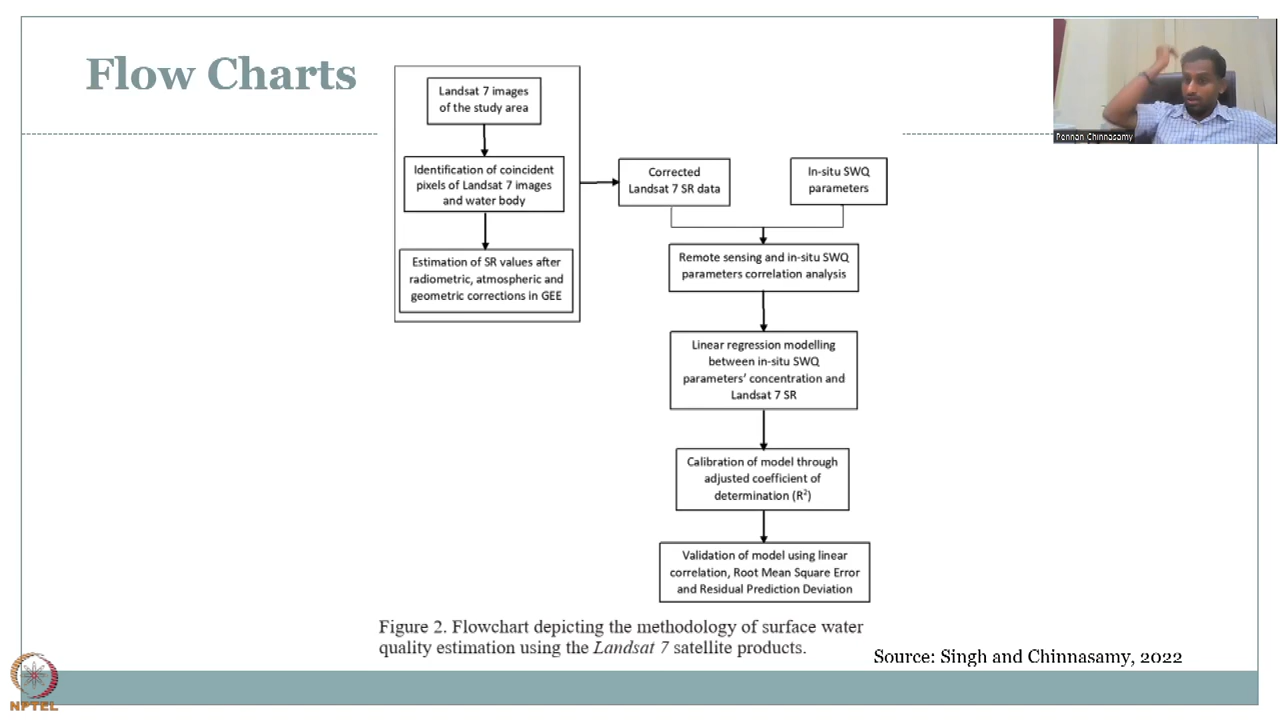 Flow Charts
Landsat 7 images
of the study area
Identification of coincident
pixels of Landsat 7 images
and water body
Estimation of SR values after
radiometric, atmospheric and
geometric corrections in GEE
Corrected
Landsat 7 SR data
In-situ SWQ
parameters
Remote sensing and in-situ SWQ
parameters correlation analysis
Linear regression modelling
between in-situ SWQ
parameters' concentration and
Landsat 7 SR
Calibration of model through
adjusted coefficient of
determination (R²)
Validation of model using linear
correlation, Root Mean Square Error
and Residual Prediction Deviation
Figure 2. Flowchart depicting the methodology of surface water
quality estimation using the Landsat 7 satellite products.
Source: Singh and Chinnasamy, 2022
Pennan Chinnasamy
NPTEL